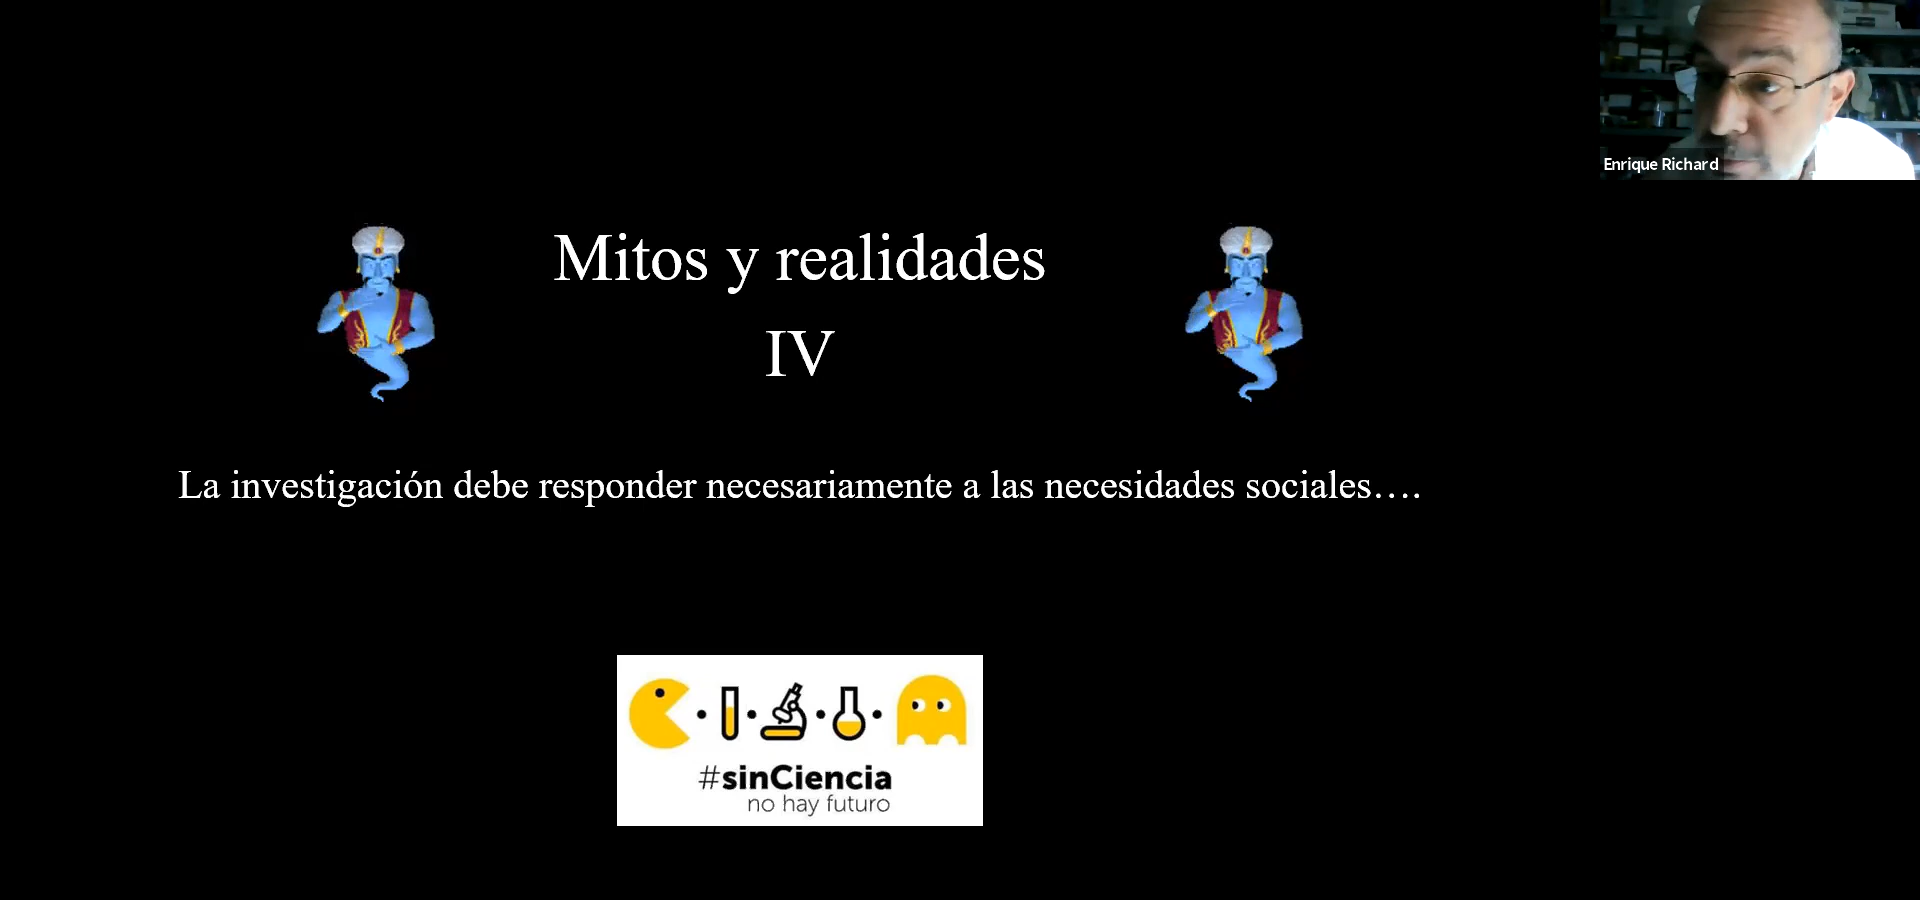 Enrique Richard
Mitos y realidades
IV
La investigación debe responder necesariamente a las necesidades sociales….
#sinCiencia
no hay futuro